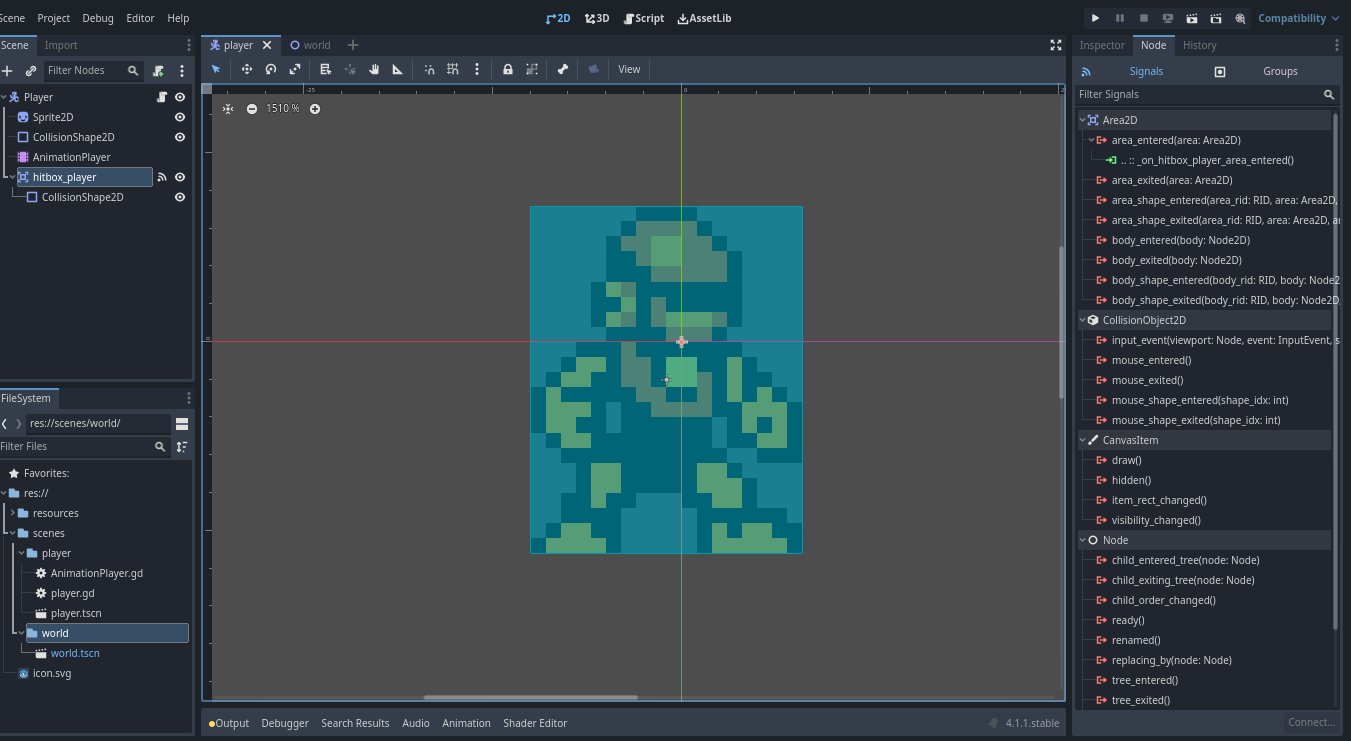 Scene Project Debug Editor Help
2D 3D Script AssetLib
Compatibility
Scene Import
Filter Nodes
Player
Sprite2D
CollisionShape2D
AnimationPlayer
hitbox_player
CollisionShape2D
FileSystem
res://scenes/world/
Filter Files
Favorites:
res://
resources
scenes
player
AnimationPlayer.gd
player.gd
player.tscn
world
world.tscn
icon.svg
player world
View
-25 0
1510 %
0
Output Debugger Search Results Audio Animation Shader Editor
4.1.1.stable
Inspector Node History
Signals Groups
Filter Signals
Area2D
area_entered(area: Area2D)
.. :: _on_hitbox_player_area_entered()
area_exited(area: Area2D)
area_shape_entered(area_rid: RID, area: Area2D,
area_shape_exited(area_rid: RID, area: Area2D,
body_entered(body: Node2D)
body_exited(body: Node2D)
body_shape_entered(body_rid: RID, body: Node2
body_shape_exited(body_rid: RID, body: Node2D
CollisionObject2D
input_event(viewport: Node, event: InputEvent, s
mouse_entered()
mouse_exited()
mouse_shape_entered(shape_idx: int)
mouse_shape_exited(shape_idx: int)
CanvasItem
draw()
hidden()
item_rect_changed()
visibility_changed()
Node
child_entered_tree(node: Node)
child_exiting_tree(node: Node)
child_order_changed()
ready()
renamed()
replacing_by(node: Node)
tree_entered()
tree_exited()
Connect...